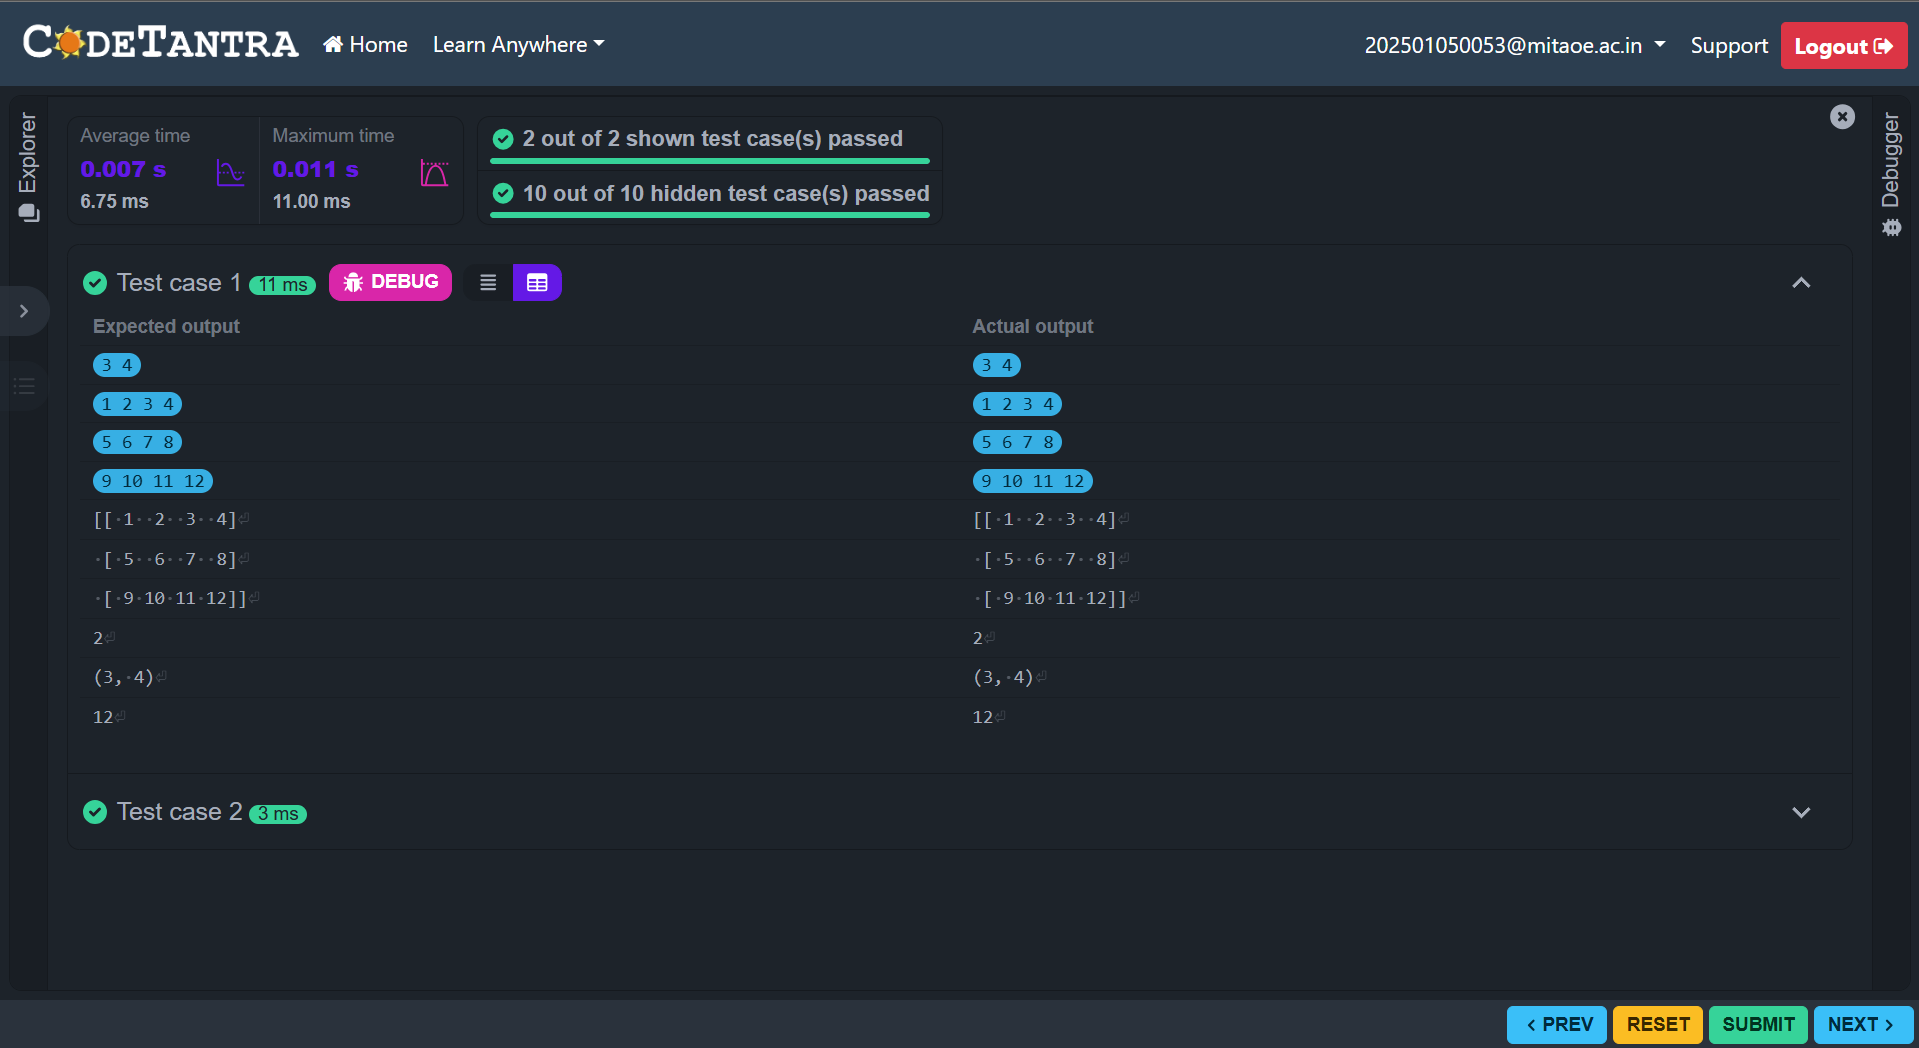 CODETANTRA Home Learn Anywhere 202501050053@mitaoe.ac.in Support Logout
Explorer
Average time
0.007 s
6.75 ms
Maximum time
0.011 s
11.00 ms
2 out of 2 shown test case(s) passed
10 out of 10 hidden test case(s) passed
Debugger
Test case 1 11 ms DEBUG
Expected output Actual output
3 4 3 4
1 2 3 4 1 2 3 4
5 6 7 8 5 6 7 8
9 10 11 12 9 10 11 12
[[·1··2··3··4]⏎ [[·1··2··3··4]⏎
·[·5··6··7··8]⏎ ·[·5··6··7··8]⏎
·[·9·10·11·12]]⏎ ·[·9·10·11·12]]⏎
2⏎ 2⏎
(3,·4)⏎ (3,·4)⏎
12⏎ 12⏎
Test case 2 3 ms
PREV RESET SUBMIT NEXT